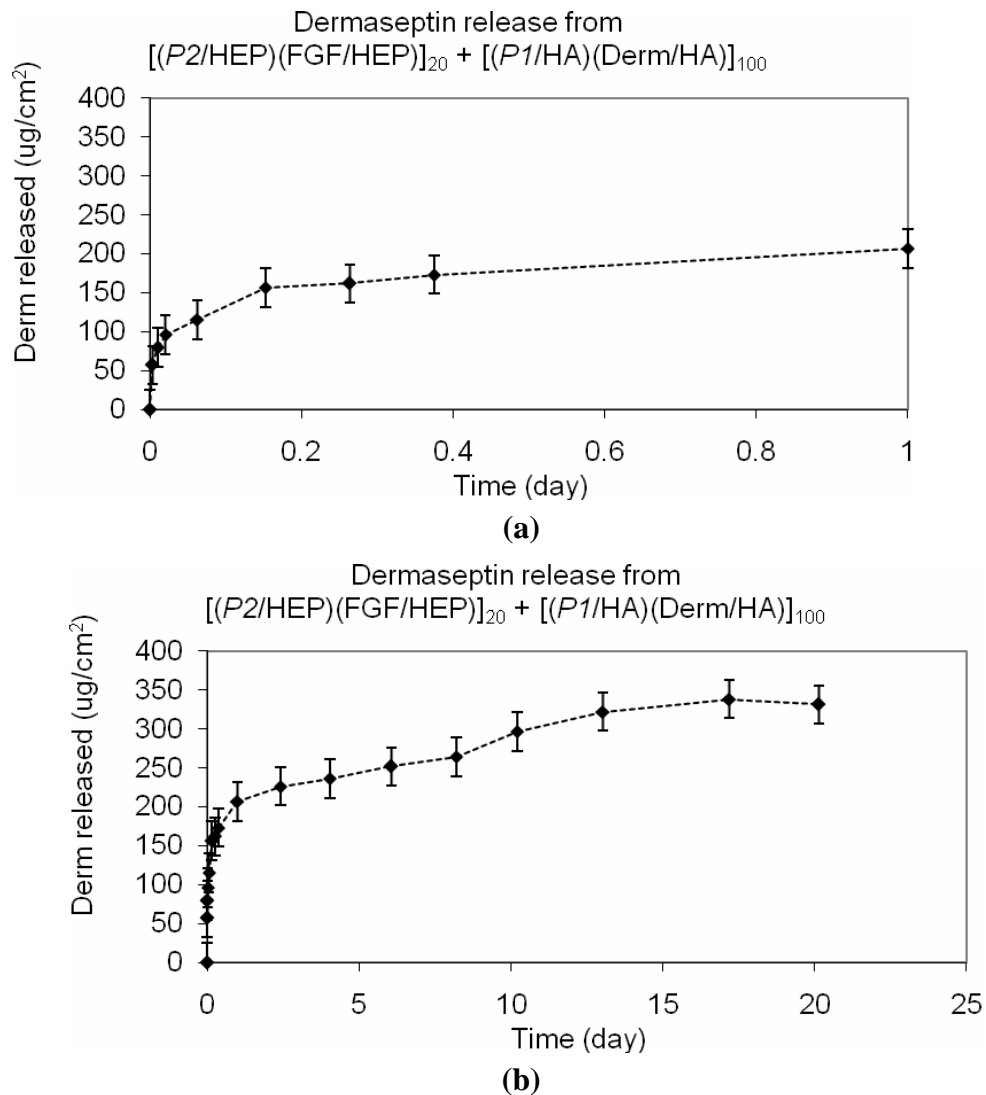 Dermaseptin release from
[(P2/HEP)(FGF/HEP)]20 + [(P1/HA)(Derm/HA)]100
Derm released (ug/cm2)
400
350
300
250
200
150
100
50
0
0 0.2 0.4 0.6 0.8 1
Time (day)
(a)
Dermaseptin release from
[(P2/HEP)(FGF/HEP)]20 + [(P1/HA)(Derm/HA)]100
Derm released (ug/cm2)
400
350
300
250
200
150
100
50
0
0 5 10 15 20 25
Time (day)
(b)